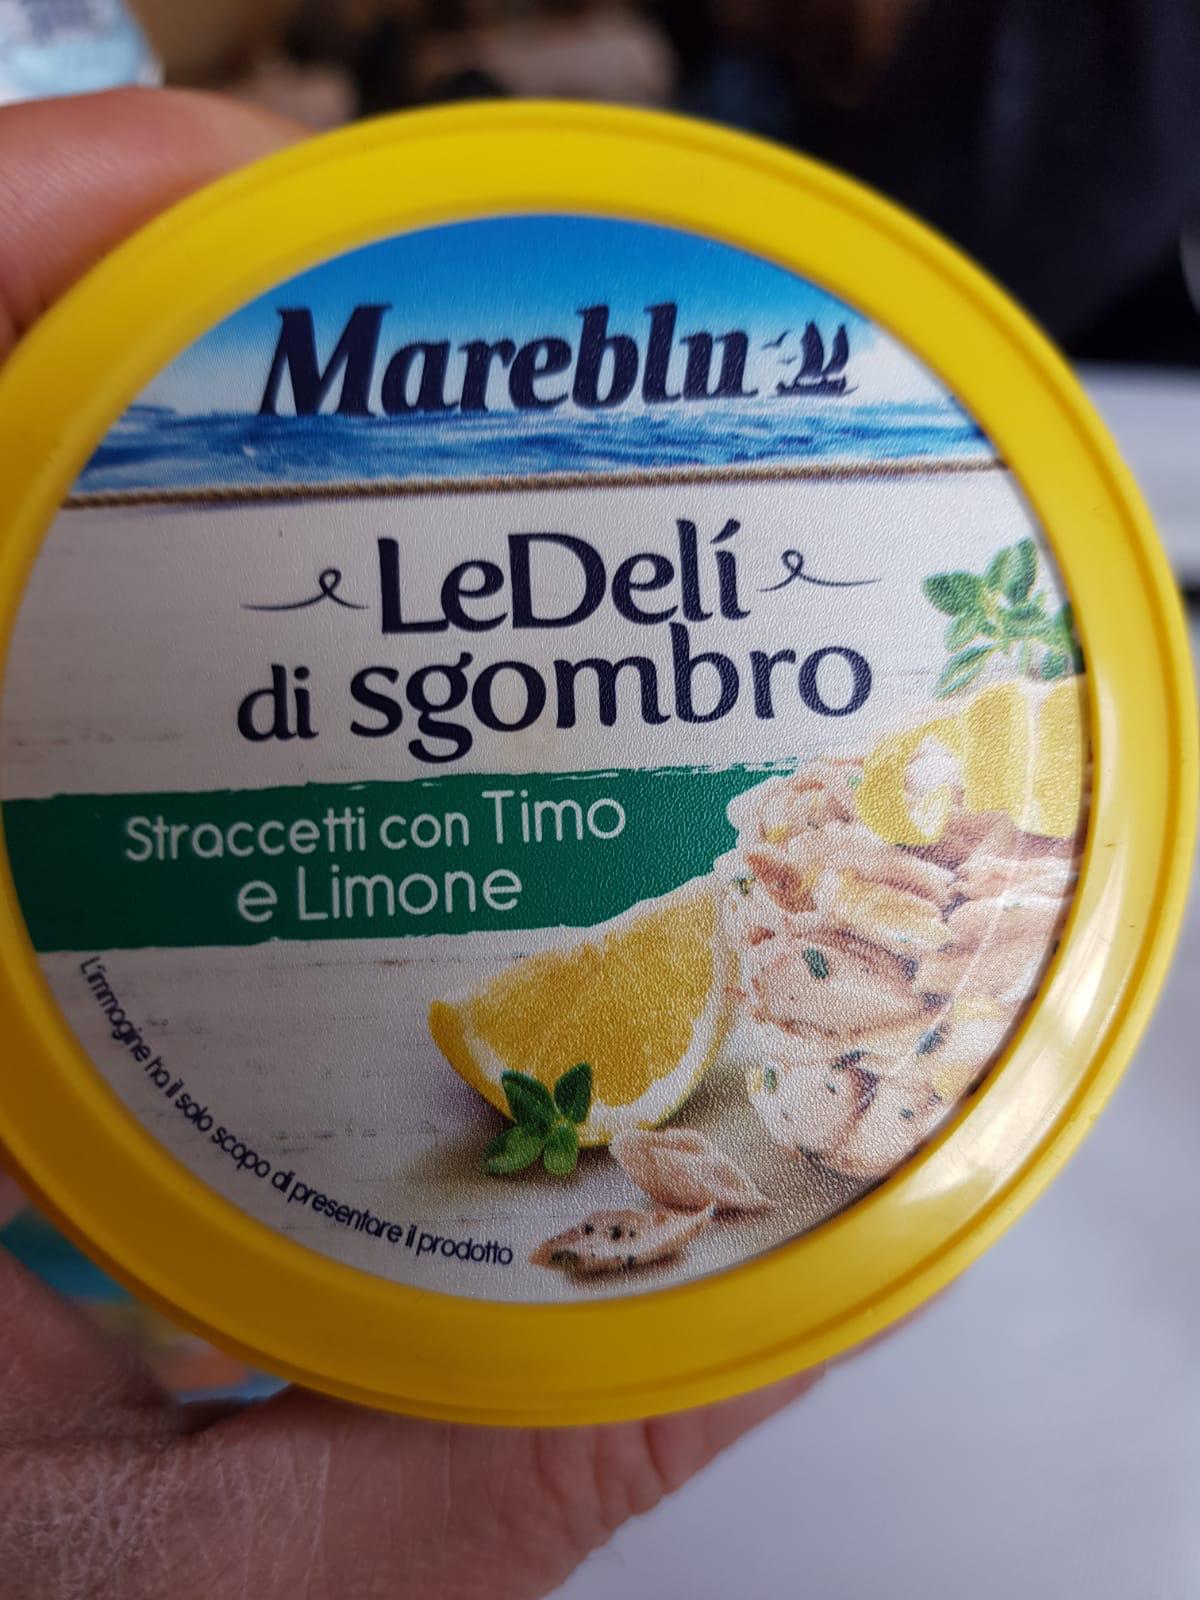 Mareblu
LeDelí
di sgombro
Straccetti con Timo
e Limone
L'immagine ha il solo scopo di presentare il prodotto